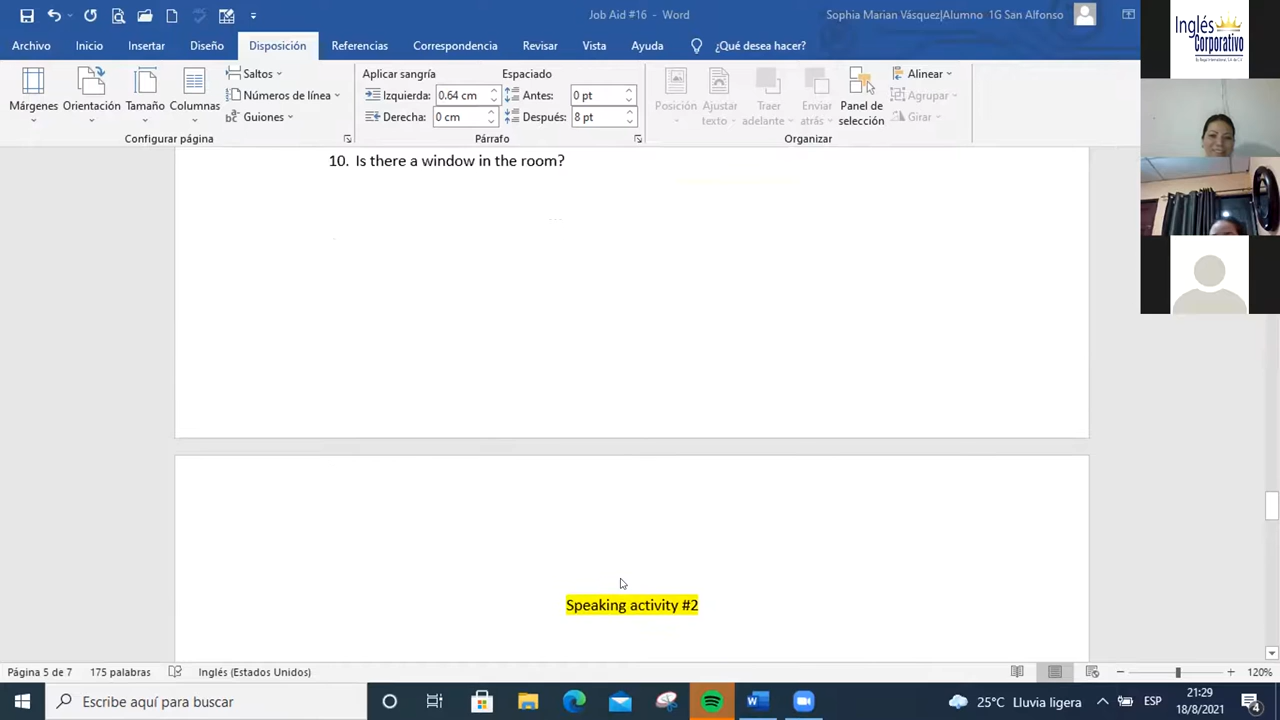 Job Aid #16 - Word
Sophia Marian Vásquez|Alumno 1G San Alfonso
Archivo Inicio Insertar Diseño Disposición Referencias Correspondencia Revisar Vista Ayuda ¿Qué desea hacer?
Márgenes
Orientación
Tamaño
Columnas
Saltos
Números de línea
Guiones
Configurar página
Aplicar sangría
Izquierda: 0.64 cm
Derecha: 0 cm
Espaciado
Antes: 0 pt
Después: 8 pt
Párrafo
Posición
Ajustar
texto
Traer
adelante
Enviar
atrás
Panel de
selección
Alinear
Agrupar
Girar
Organizar
Inglés
Corporativo
10. Is there a window in the room?
Speaking activity #2
Página 5 de 7 175 palabras Inglés (Estados Unidos) 120%
Escribe aquí para buscar
25°C Lluvia ligera
ESP
21:29
18/8/2021
4